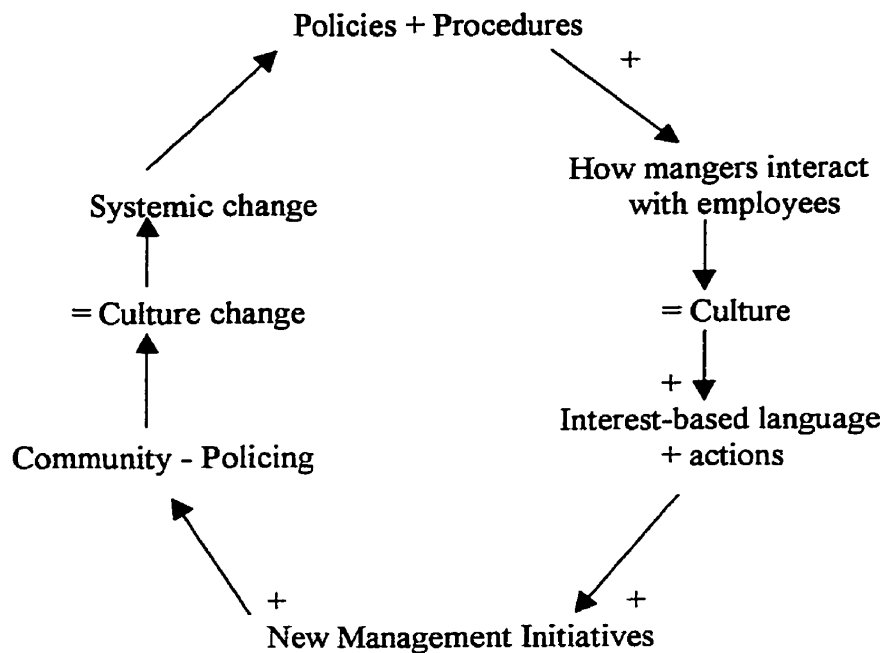 Policies + Procedures
+
How mangers interact
with employees
= Culture
+
Interest-based language
+ actions
+
New Management Initiatives
+
Community - Policing
= Culture change
Systemic change